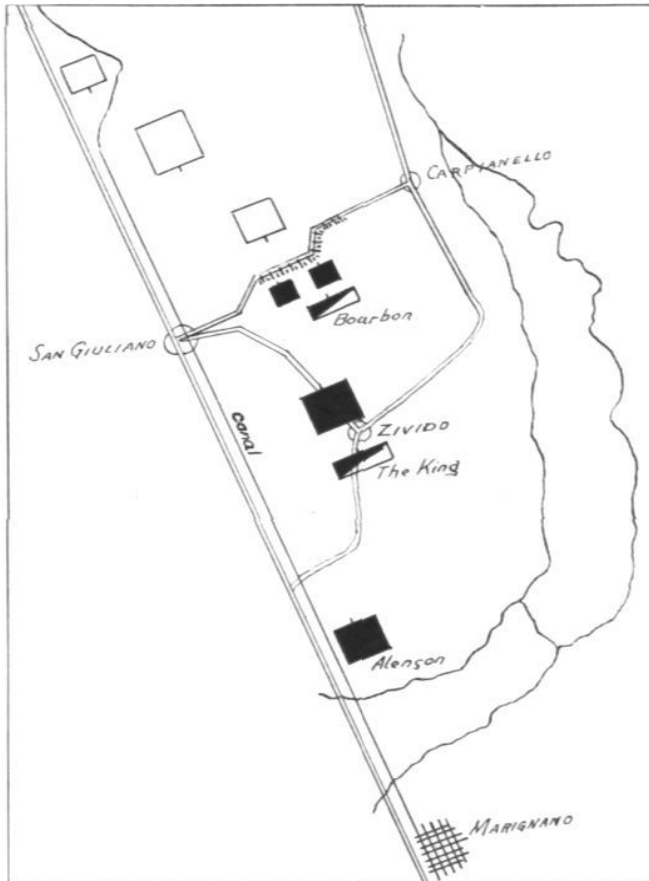 CARPIANELLO
Bourbon
SAN GIULIANO
canal
ZIVIDO
The King
Alençon
MARIGNANO